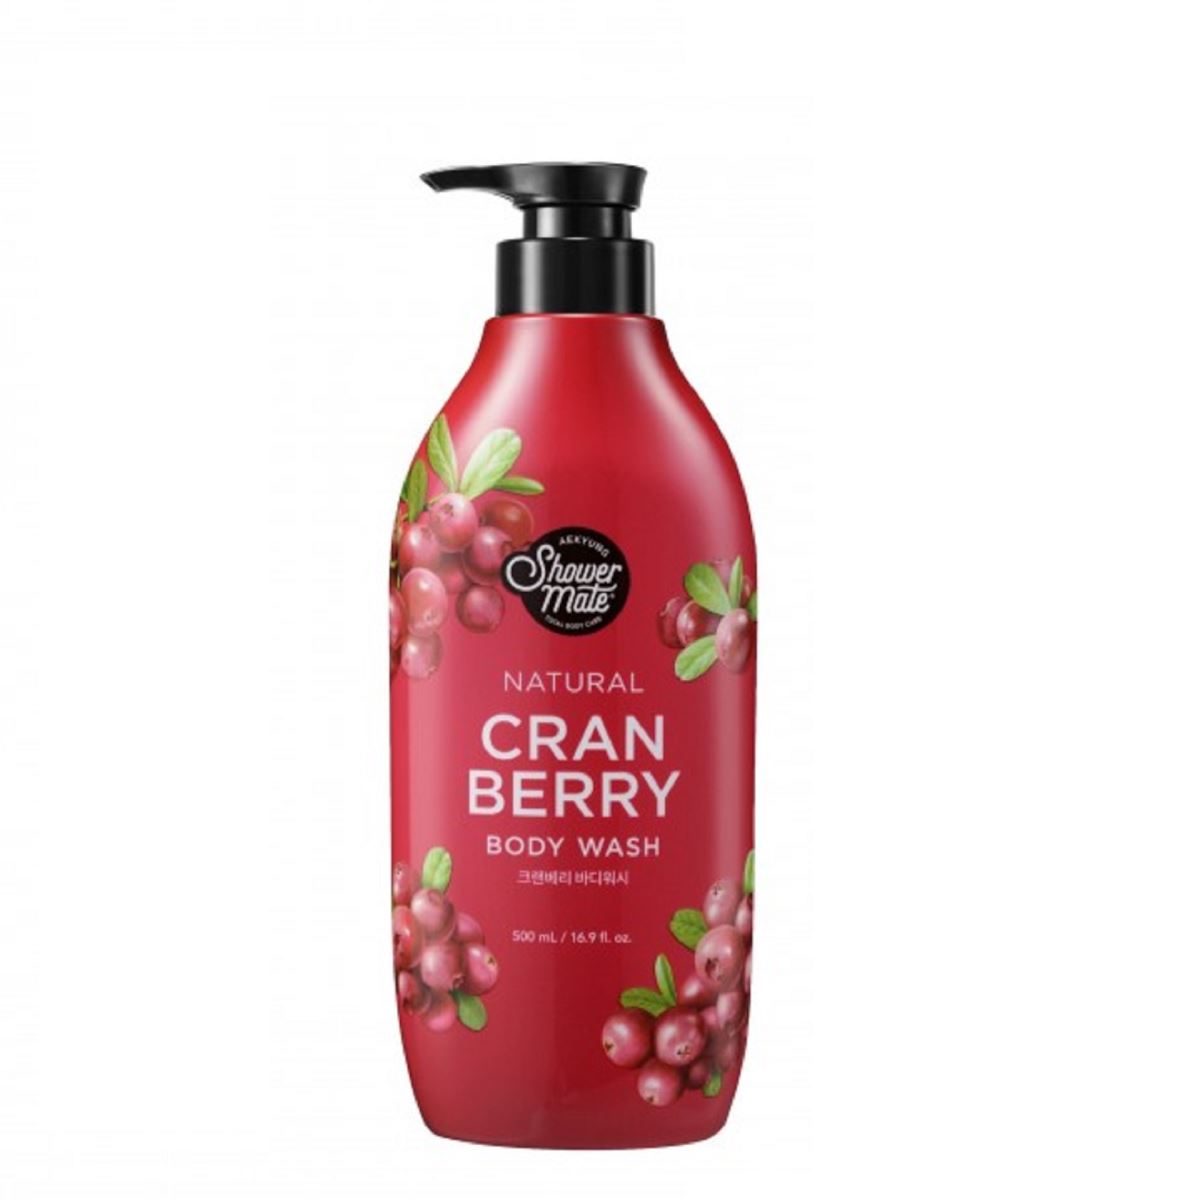 AEKYUNG
Shower
Mate
TOTAL BODY CARE
NATURAL
CRAN
BERRY
BODY WASH
크랜베리 바디워시
500 mL / 16.9 fl. oz.